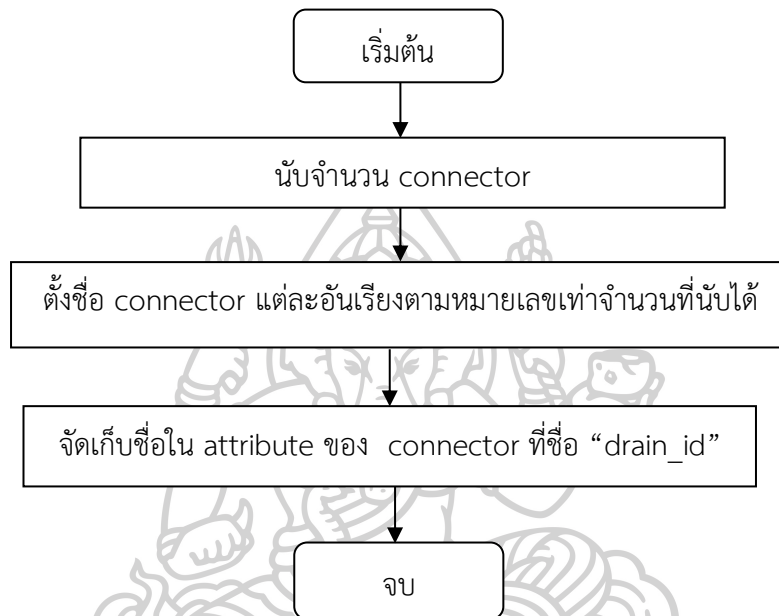 เริ่มต้น
นับจำนวน connector
ตั้งชื่อ connector แต่ละอันเรียงตามหมายเลขเท่าจำนวนที่นับได้
จัดเก็บชื่อใน attribute ของ connector ที่ชื่อ “drain_id”
จบ